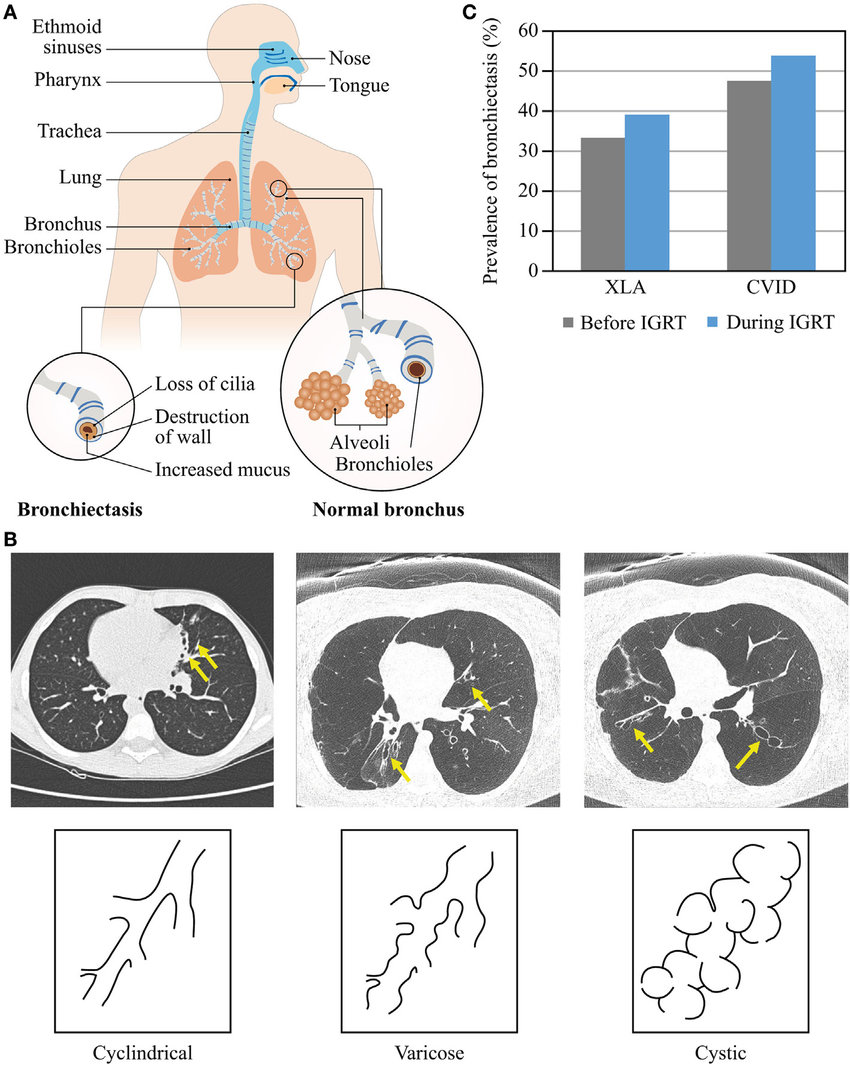 A
Ethmoid
sinuses
Nose
Pharynx
Tongue
Trachea
Lung
Bronchus
Bronchioles
Loss of cilia
Destruction
of wall
Increased mucus
Alveoli
Bronchioles
Bronchiectasis
Normal bronchus
C
Prevalence of bronchiectasis (%)
60
50
40
30
20
10
0
XLA
CVID
Before IGRT
During IGRT
B
Cyclindrical
Varicose
Cystic